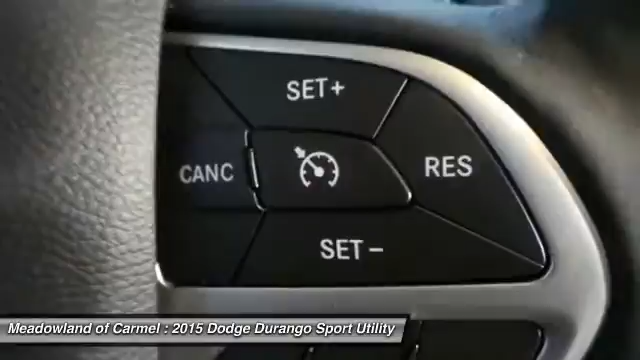 SET+
CANC
RES
SET–
Meadowland of Carmel : 2015 Dodge Durango Sport Utility